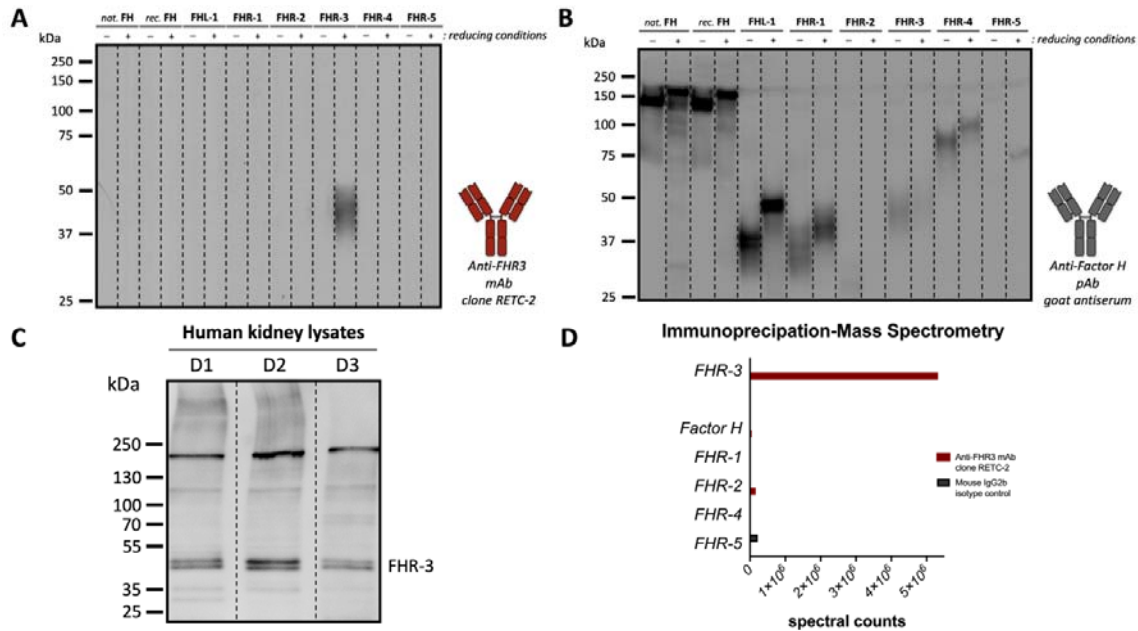 A
nat. FH rec. FH FHL-1 FHR-1 FHR-2 FHR-3 FHR-4 FHR-5
kDa − + − + − + − + − + − + − + − + : reducing conditions
250
150
100
75
50
37
25
Anti-FHR3
mAb
clone RETC-2
B
nat. FH rec. FH FHL-1 FHR-1 FHR-2 FHR-3 FHR-4 FHR-5
kDa − + − + − + − + − + − + − + − + : reducing conditions
250
150
100
75
50
37
25
Anti-Factor H
pAb
goat antiserum
C
Human kidney lysates
D1 D2 D3
kDa
250
130
100
70
55
35
25
FHR-3
D
Immunoprecipation-Mass Spectrometry
FHR-3
Factor H
FHR-1
FHR-2
FHR-4
FHR-5
Anti-FHR3 mAb
clone RETC-2
Mouse IgG2b
isotype control
0 1×10⁶ 2×10⁶ 3×10⁶ 4×10⁶ 5×10⁶
spectral counts